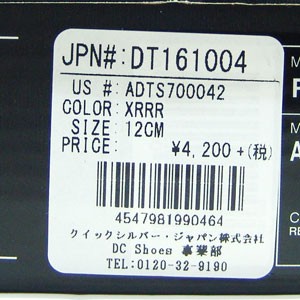 JPN#: DT161004
US #: ADTS700042
COLOR: XRRR
SIZE: 12CM
PRICE: ¥4,200+(税)
4547981990464
クイックシルバー・ジャパン株式会社
DC Shoes 事業部
TEL:0120-32-9190